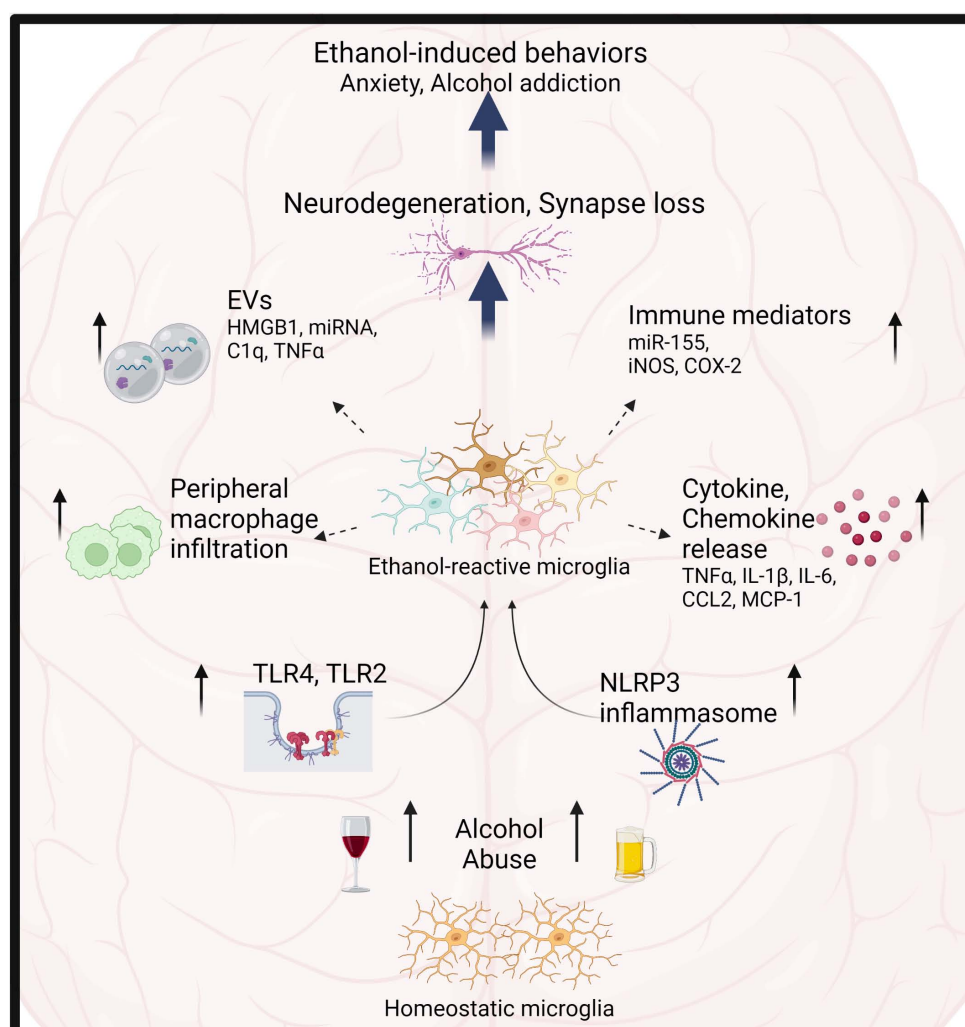 Ethanol-induced behaviors
Anxiety, Alcohol addiction
Neurodegeneration, Synapse loss
EVs
HMGB1, miRNA,
C1q, TNFα
Immune mediators
miR-155,
iNOS, COX-2
Peripheral
macrophage
infiltration
Ethanol-reactive microglia
Cytokine,
Chemokine
release
TNFα, IL-1β, IL-6,
CCL2, MCP-1
TLR4, TLR2
NLRP3
inflammasome
Alcohol
Abuse
Homeostatic microglia